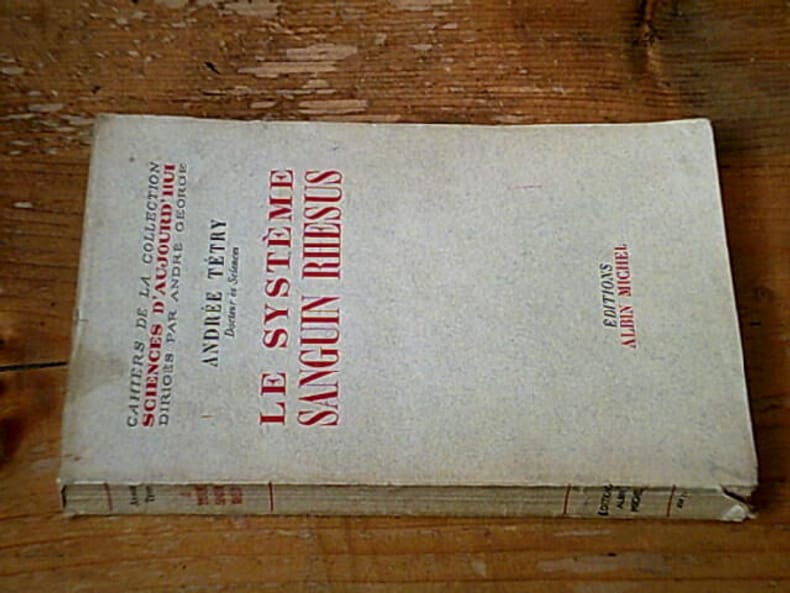 CAHIERS DE LA COLLECTION
SCIENCES D'AUJOURD'HUI
DIRIGÉS PAR ANDRÉ GEORGE
ANDRÉE TÉTRY
Docteur ès Sciences
LE SYSTÈME
SANGUIN RHESUS
ÉDITIONS
ALBIN MICHEL